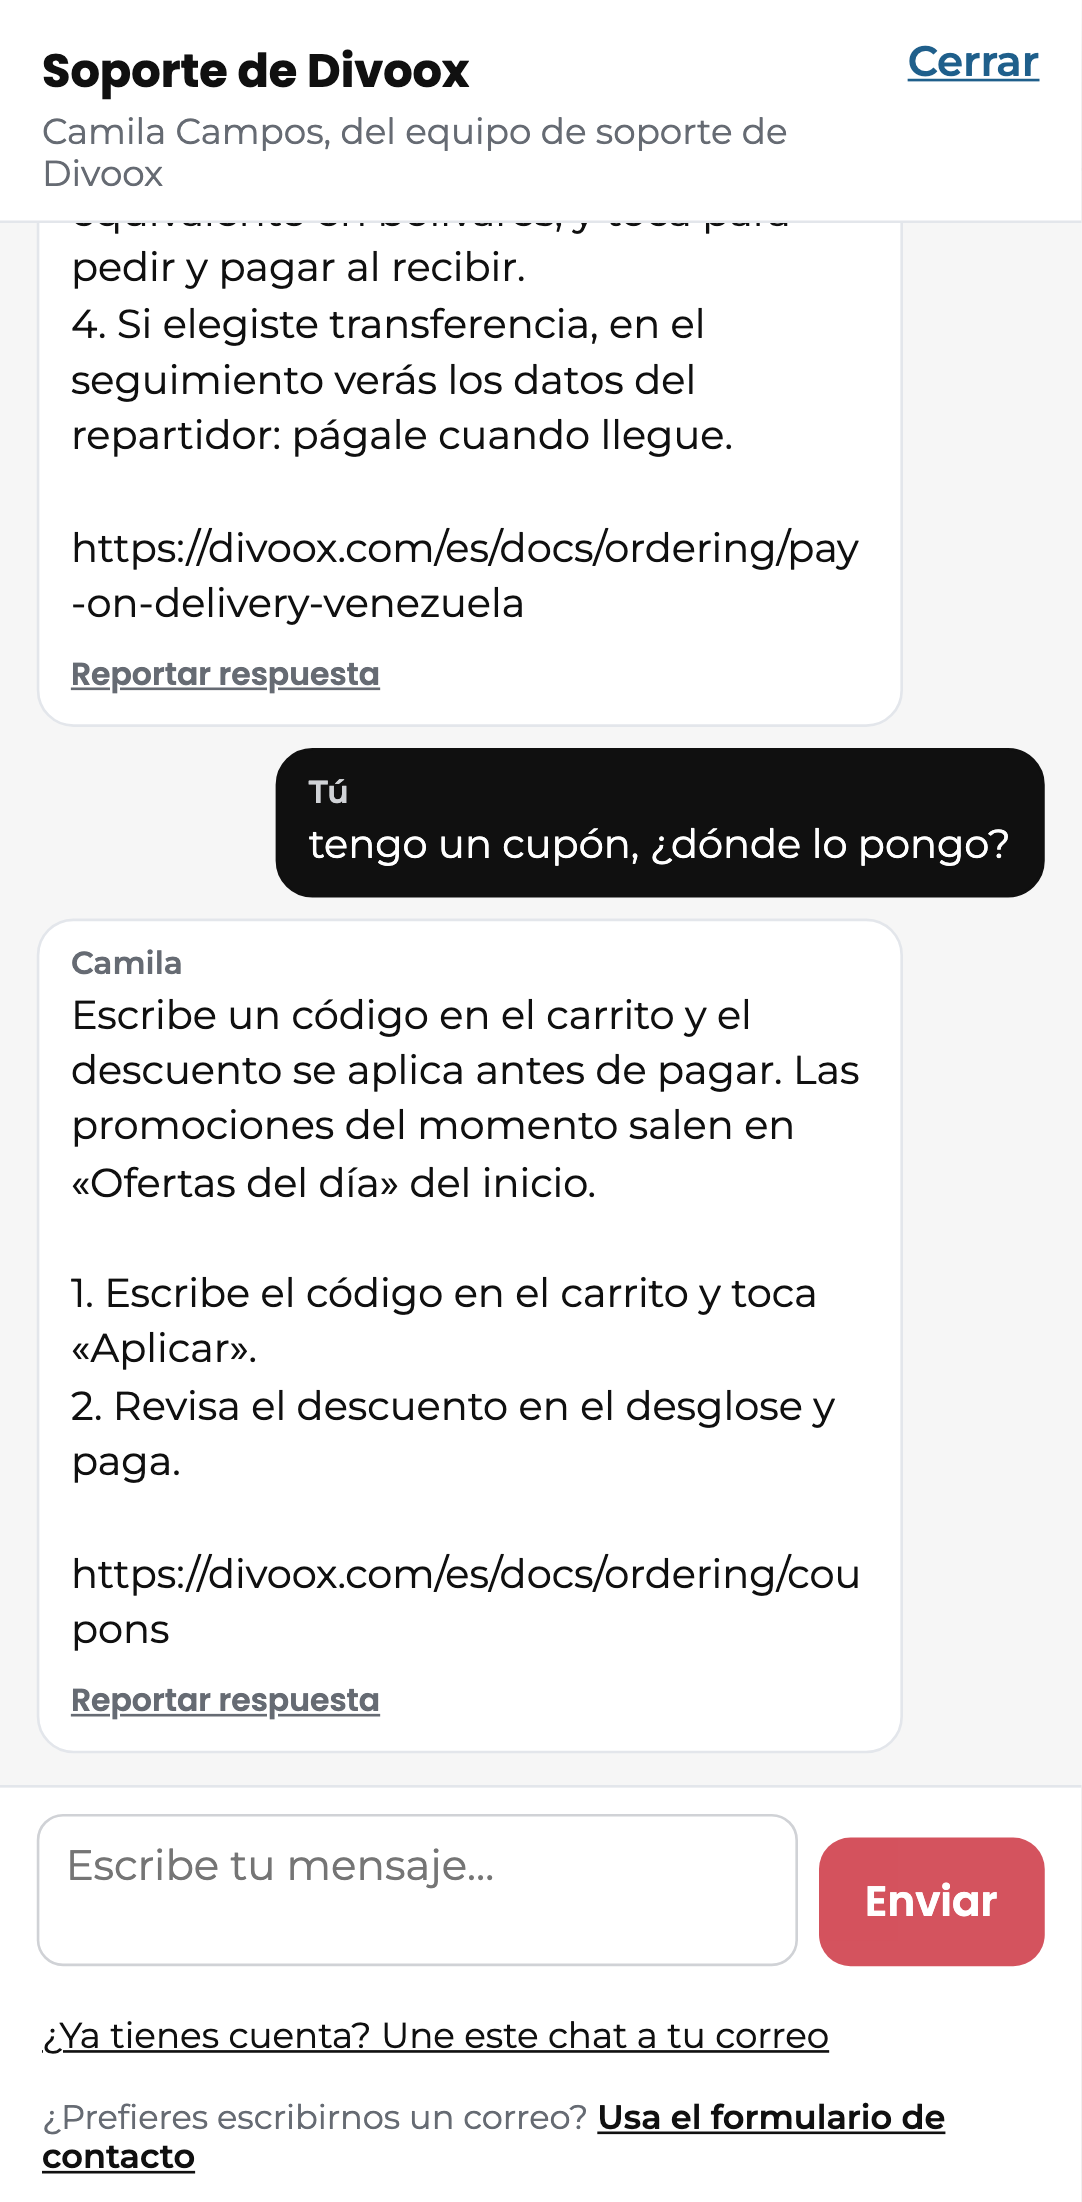 Soporte de Divoox
Cerrar
Camila Campos, del equipo de soporte de
Divoox
equivalente en bolívares, y toca para
pedir y pagar al recibir.
4. Si elegiste transferencia, en el
seguimiento verás los datos del
repartidor: págale cuando llegue.
https://divoox.com/es/docs/ordering/pay
-on-delivery-venezuela
Reportar respuesta
Tú
tengo un cupón, ¿dónde lo pongo?
Camila
Escribe un código en el carrito y el
descuento se aplica antes de pagar. Las
promociones del momento salen en
«Ofertas del día» del inicio.
1. Escribe el código en el carrito y toca
«Aplicar».
2. Revisa el descuento en el desglose y
paga.
https://divoox.com/es/docs/ordering/cou
pons
Reportar respuesta
Escribe tu mensaje...
Enviar
¿Ya tienes cuenta? Une este chat a tu correo
¿Prefieres escribirnos un correo? Usa el formulario de
contacto